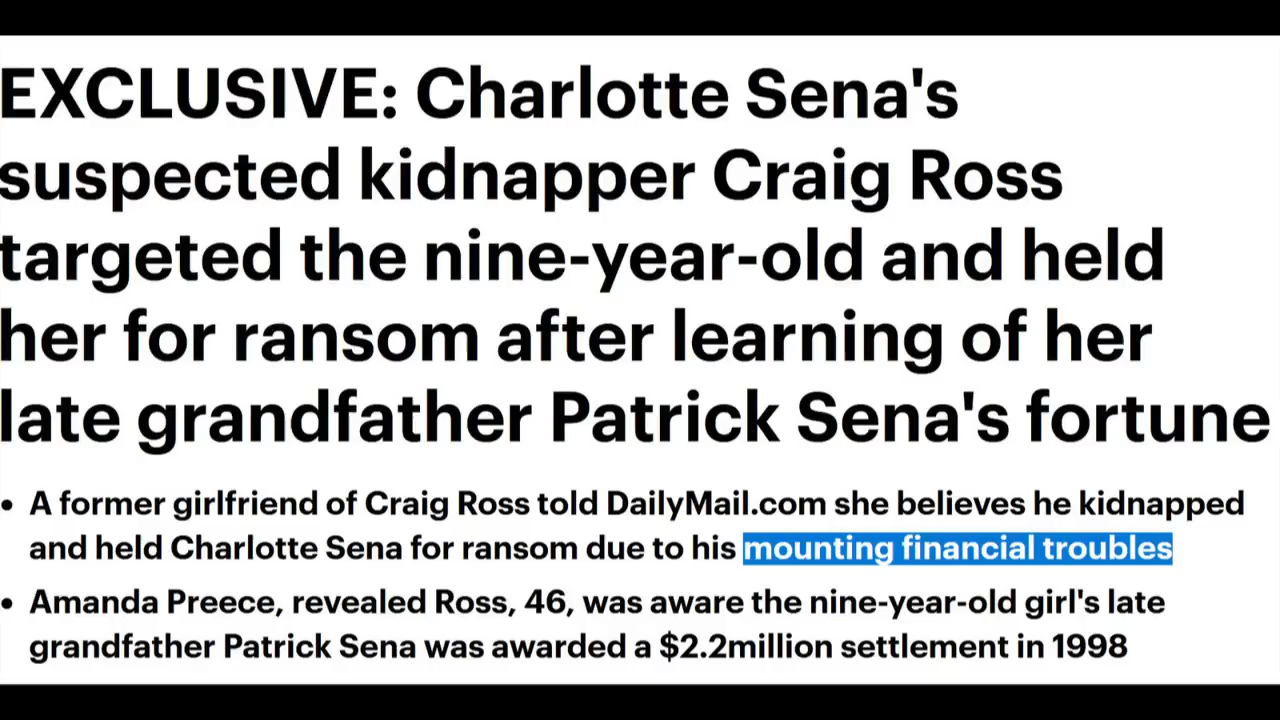 EXCLUSIVE: Charlotte Sena's
suspected kidnapper Craig Ross
targeted the nine-year-old and held
her for ransom after learning of her
late grandfather Patrick Sena's fortune
• A former girlfriend of Craig Ross told DailyMail.com she believes he kidnapped
and held Charlotte Sena for ransom due to his mounting financial troubles
• Amanda Preece, revealed Ross, 46, was aware the nine-year-old girl's late
grandfather Patrick Sena was awarded a $2.2million settlement in 1998